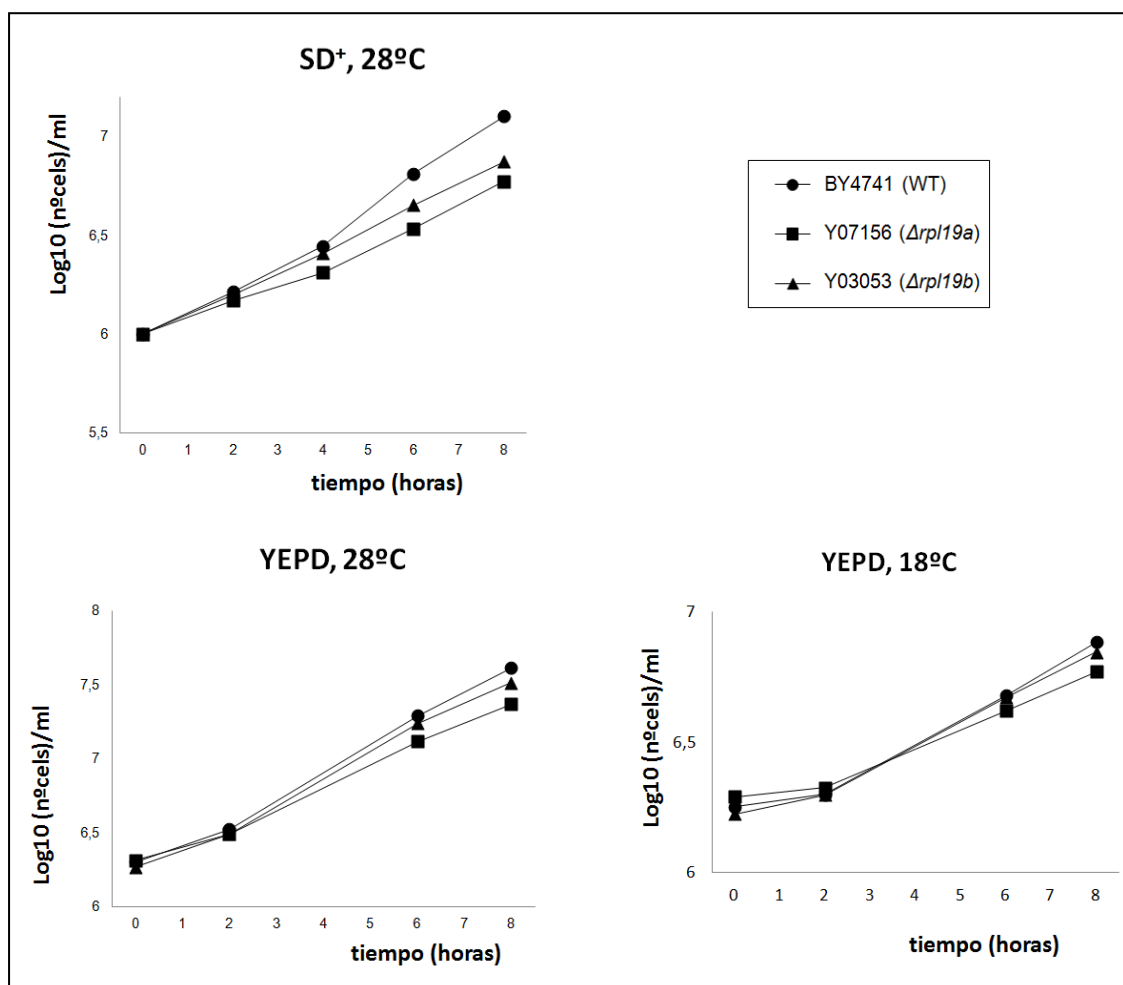 SD⁺, 28ºC
Log10 (nºcels)/ml
7
6,5
6
5,5
0 1 2 3 4 5 6 7 8
tiempo (horas)
BY4741 (WT)
Y07156 (Δrpl19a)
Y03053 (Δrpl19b)
YEPD, 28ºC
Log10 (nºcels)/ml
8
7,5
7
6,5
6
0 1 2 3 4 5 6 7 8
tiempo (horas)
YEPD, 18ºC
Log10 (nºcels)/ml
7
6,5
6
0 1 2 3 4 5 6 7 8
tiempo (horas)